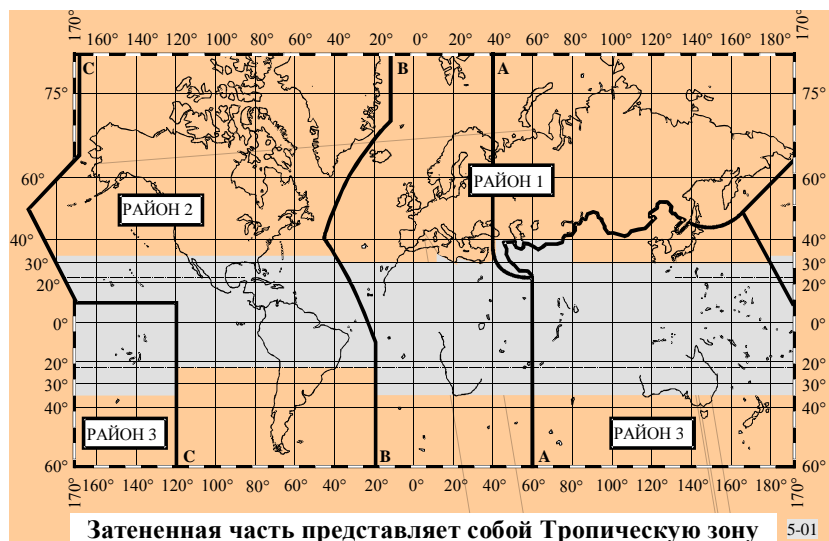 170° 160° 140° 120° 100° 80° 60° 40° 20° 0° 20° 40° 60° 80° 100° 120° 140° 160° 180° 170°
C B A
75° 75°
60° РАЙОН 1 60°
РАЙОН 2
40° 40°
30° 30°
20° 20°
0° 0°
20° 20°
30° 30°
40° 40°
РАЙОН 3 РАЙОН 3
60° C B A 60°
170° 160° 140° 120° 100° 80° 60° 40° 20° 0° 20° 40° 60° 80° 100° 120° 140° 160° 180° 170°
Затененная часть представляет собой Тропическую зону 5-01